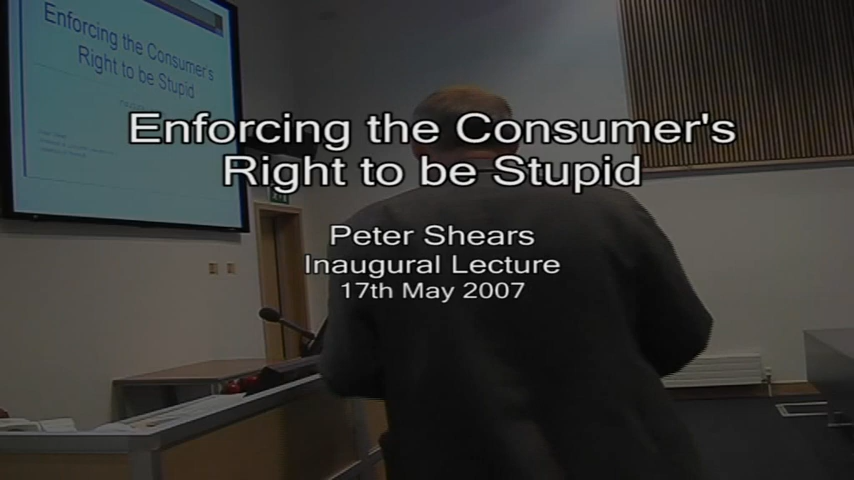 Enforcing the Consumer's
Right to be Stupid
Enforcing the Consumer's
Right to be Stupid
Peter Shears
Inaugural Lecture
17th May 2007